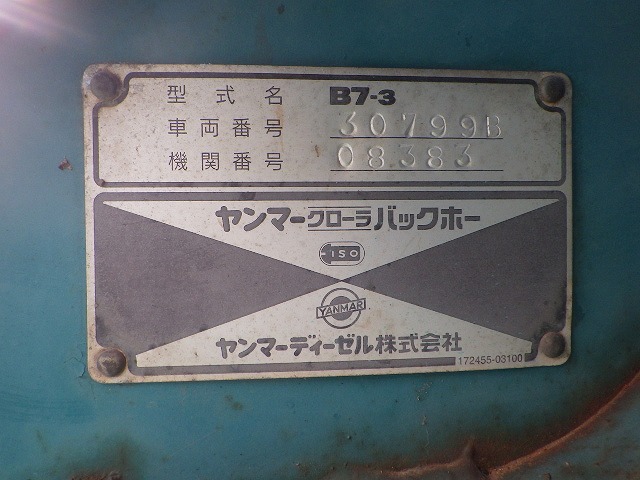 型式名 B7-3
車両番号 30799B
機関番号 08383
ヤンマークローラバックホー
ISO
YANMAR
ヤンマーディーゼル株式会社
172455-03100